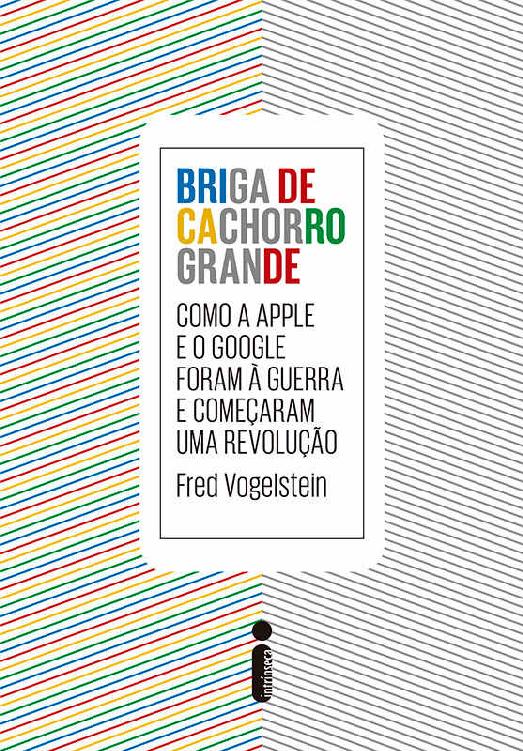 BRIGA DE
CACHORRO
GRANDE
COMO A APPLE
E O GOOGLE
FORAM À GUERRA
E COMEÇARAM
UMA REVOLUÇÃO
Fred Vogelstein
intrínseca